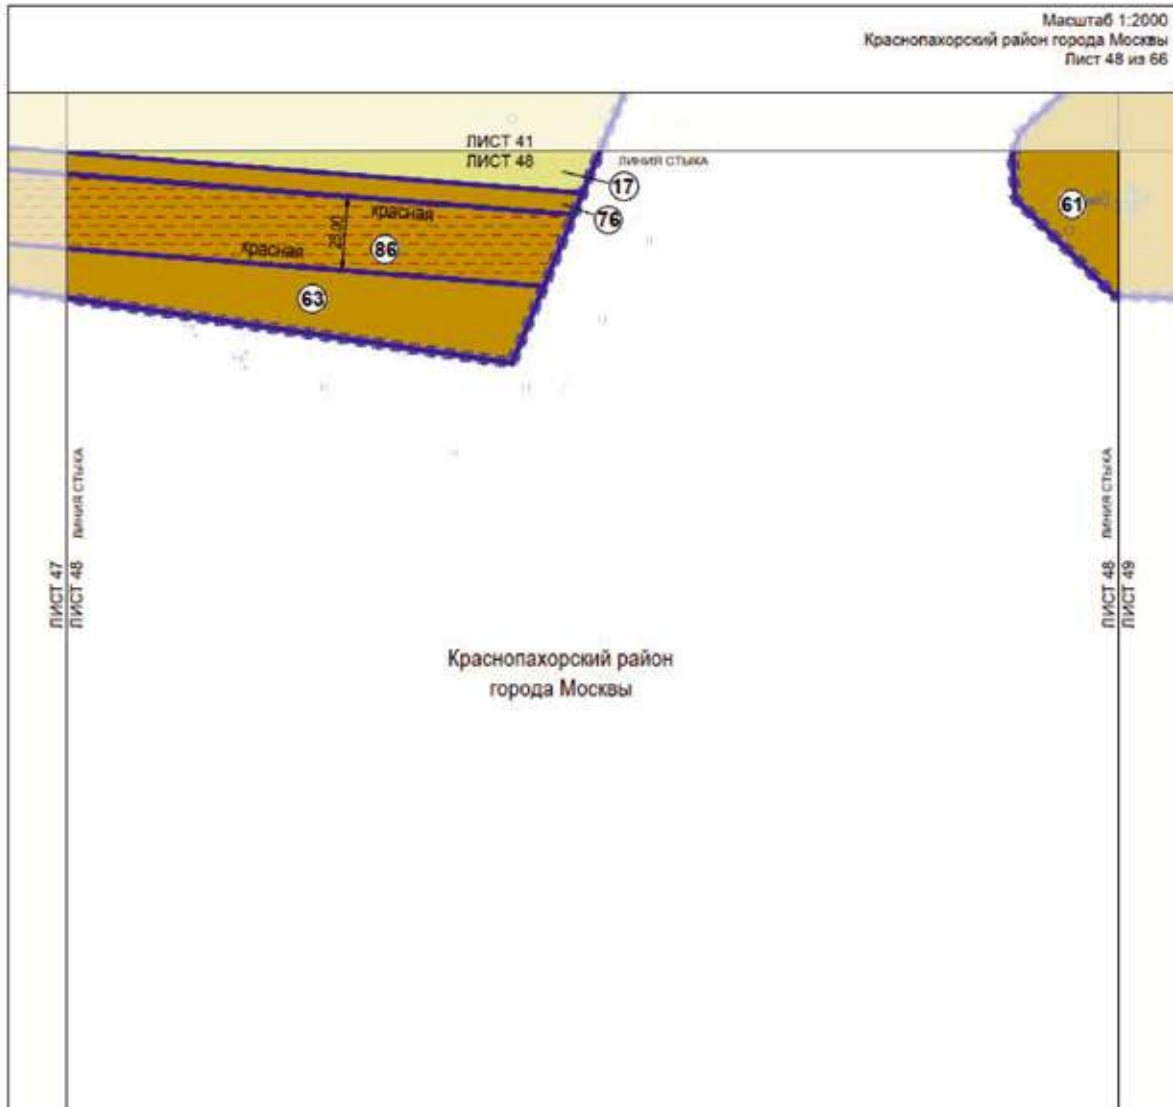 Масштаб 1:2000
Краснопахорский район города Москвы
Лист 48 из 66
ЛИСТ 41
ЛИСТ 48
ЛИНИЯ СТЫКА
17
76
61
красная
25.00
красная
86
63
ЛИНИЯ СТЫКА
ЛИСТ 47
ЛИСТ 48
ЛИНИЯ СТЫКА
ЛИСТ 48
ЛИСТ 49
Краснопахорский район
города Москвы